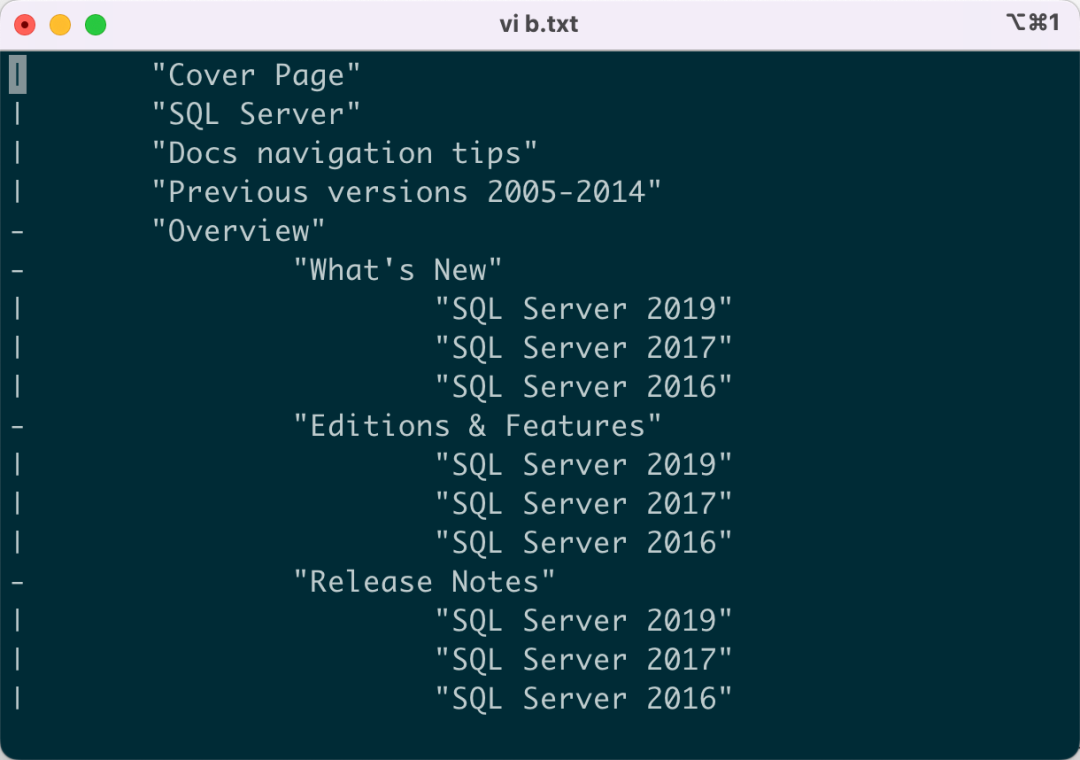 vi b.txt ⌥⌘1
| "Cover Page"
| "SQL Server"
| "Docs navigation tips"
| "Previous versions 2005-2014"
- "Overview"
- "What's New"
| "SQL Server 2019"
| "SQL Server 2017"
| "SQL Server 2016"
- "Editions & Features"
| "SQL Server 2019"
| "SQL Server 2017"
| "SQL Server 2016"
- "Release Notes"
| "SQL Server 2019"
| "SQL Server 2017"
| "SQL Server 2016"